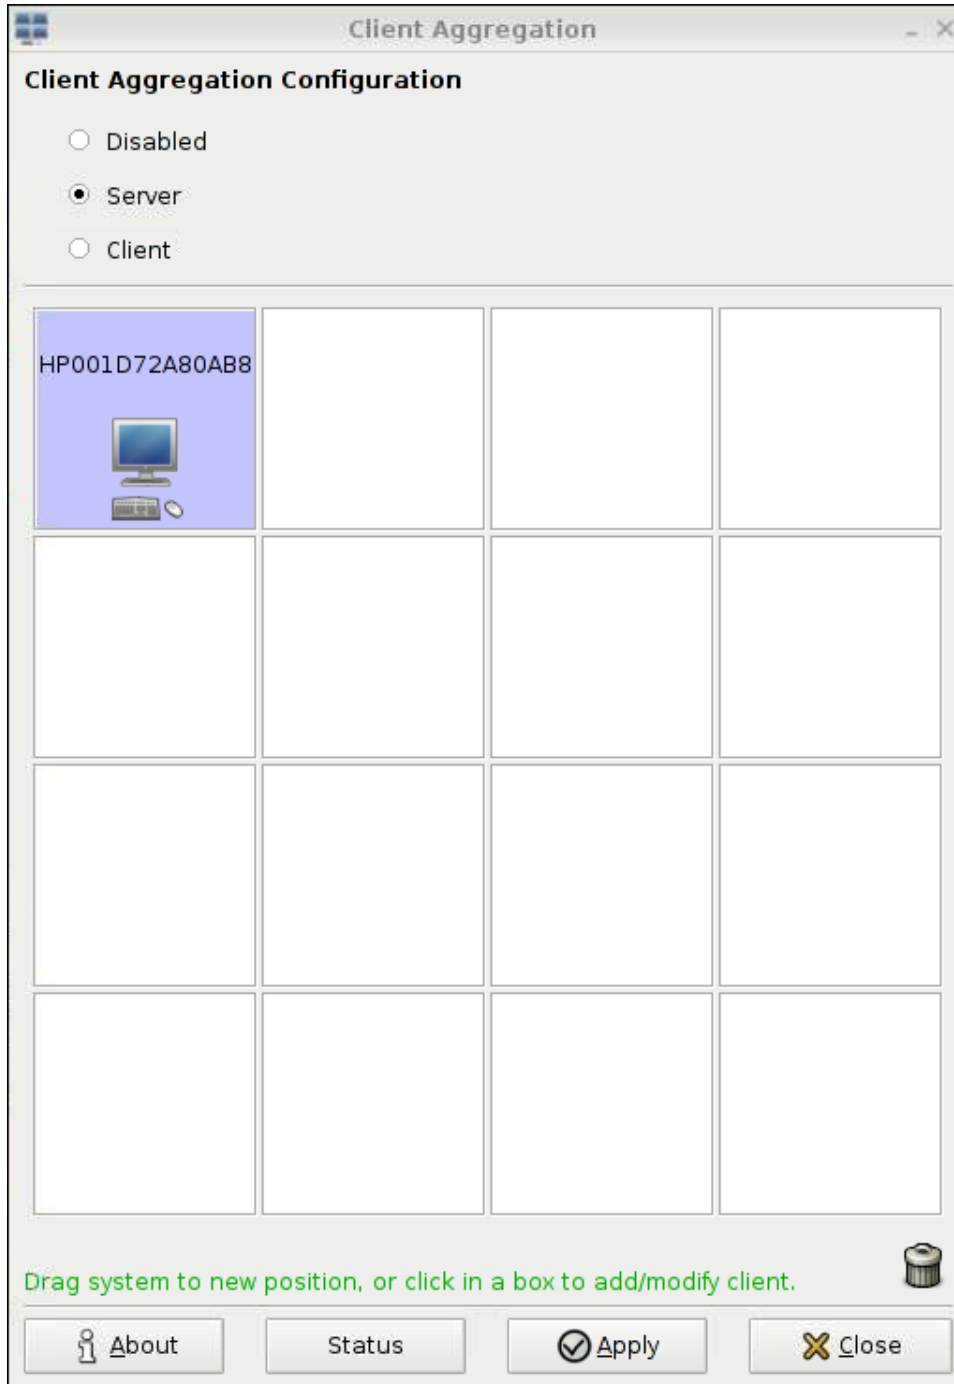 Client Aggregation
Client Aggregation Configuration
Disabled
Server
Client
HP001D72A80AB8
Drag system to new position, or click in a box to add/modify client.
About
Status
Apply
Close